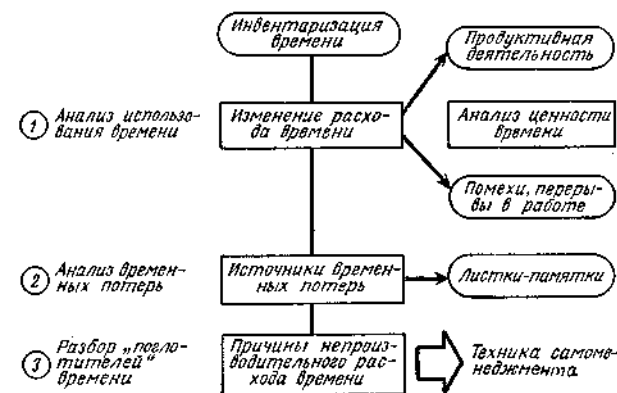 Инвентаризация
времени
Продуктивная
деятельность
1 Анализ использо-
вания времени
Изменение расхо-
да времени
Анализ ценности
времени
Помехи, переры-
вы в работе
2 Анализ времен-
ных потерь
Источники времен-
ных потерь
Листки-памятки
3 Разбор „погло-
тителей“
времени
Причины непроиз-
водительного рас-
хода времени
Техника самоме-
неджмента